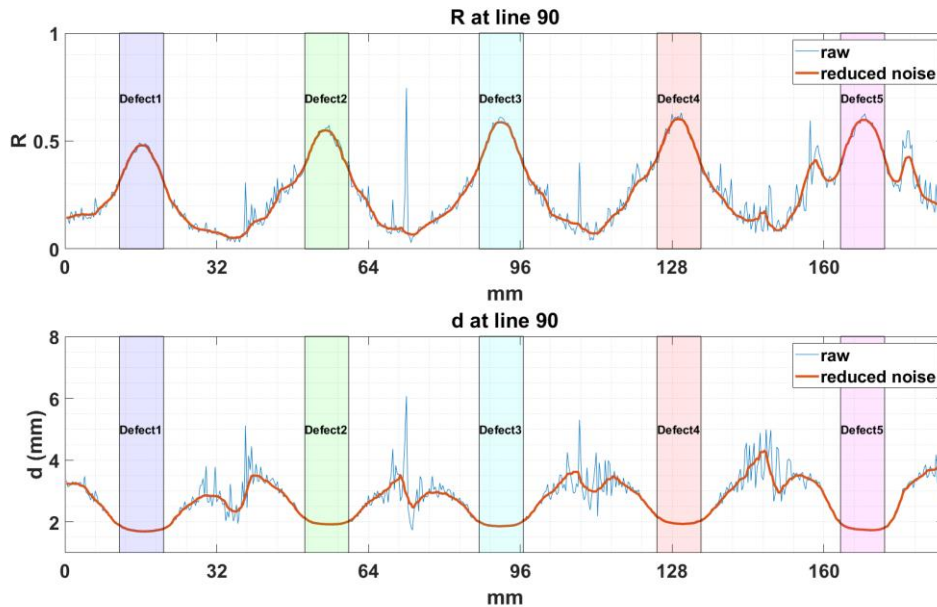 R at line 90
1
0.5
0
R
raw
reduced noise
Defect1
Defect2
Defect3
Defect4
Defect5
0
32
64
96
128
160
mm
d at line 90
8
6
4
2
d (mm)
raw
reduced noise
Defect1
Defect2
Defect3
Defect4
Defect5
0
32
64
96
128
160
mm